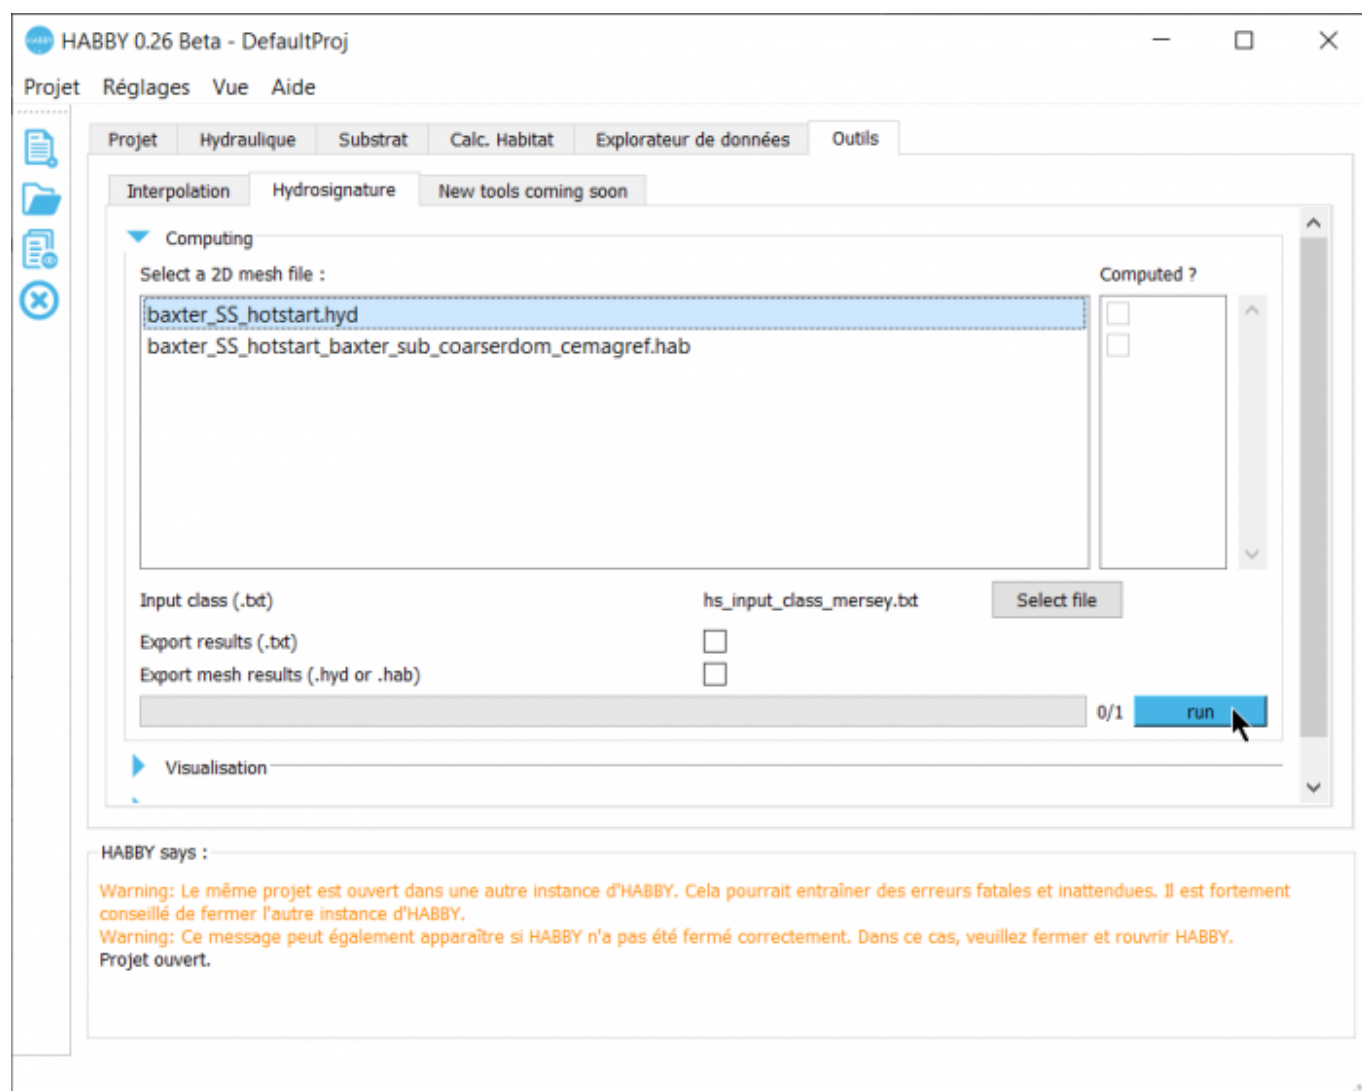 HABBY 0.26 Beta - DefaultProj
Projet Réglages Vue Aide
Projet Hydraulique Substrat Calc. Habitat Explorateur de données Outils
Interpolation Hydrosignature New tools coming soon
Computing
Select a 2D mesh file : Computed ?
baxter_SS_hotstart.hyd
baxter_SS_hotstart_baxter_sub_coarserdom_cemagref.hab
Input class (.txt) hs_input_class_mersey.txt Select file
Export results (.txt)
Export mesh results (.hyd or .hab)
0/1 run
Visualisation
HABBY says :
Warning: Le même projet est ouvert dans une autre instance d'HABBY. Cela pourrait entraîner des erreurs fatales et inattendues. Il est fortement
conseillé de fermer l'autre instance d'HABBY.
Warning: Ce message peut également apparaître si HABBY n'a pas été fermé correctement. Dans ce cas, veuillez fermer et rouvrir HABBY.
Projet ouvert.